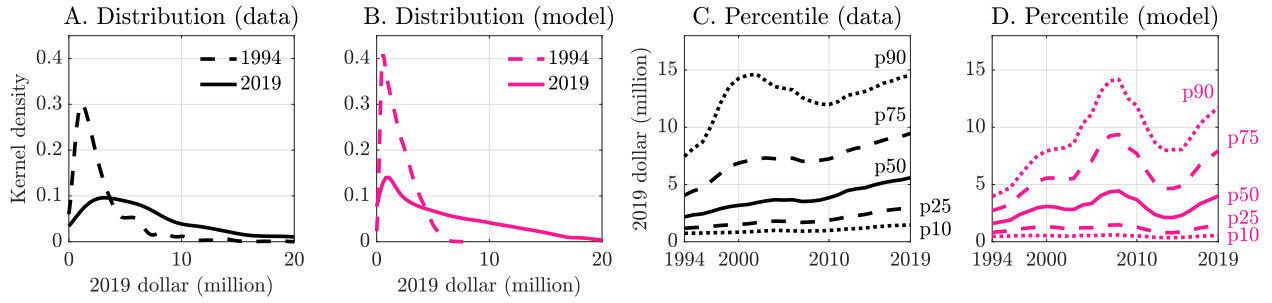 A. Distribution (data)
Kernel density
0.4
0.3
0.2
0.1
0
1994
2019
0 10 20
2019 dollar (million)
B. Distribution (model)
0.4
0.3
0.2
0.1
0
1994
2019
0 10 20
2019 dollar (million)
C. Percentile (data)
2019 dollar (million)
15
10
5
0
p90
p75
p50
p25
p10
1994 2000 2010 2019
D. Percentile (model)
15
10
5
0
p90
p75
p50
p25
p10
1994 2000 2010 2019